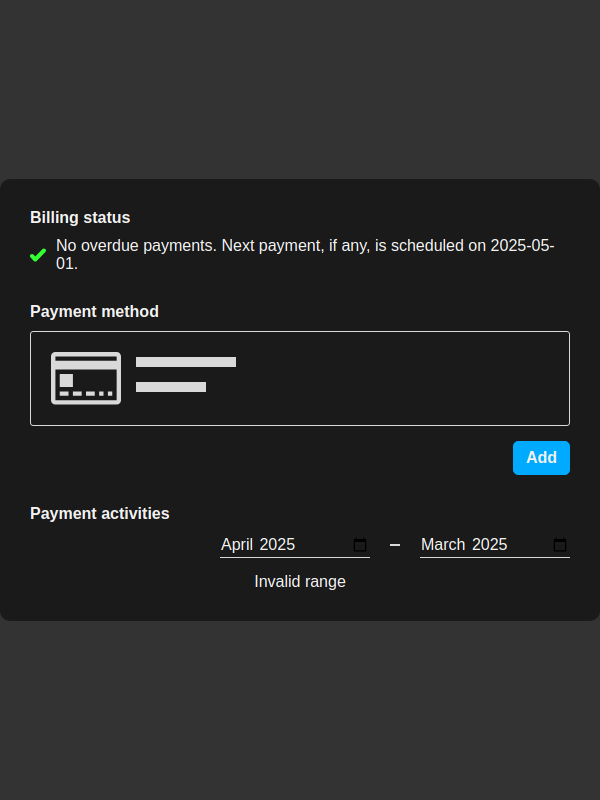 Billing status
No overdue payments. Next payment, if any, is scheduled on 2025-05-
01.
Payment method
Add
Payment activities
April 2025 – March 2025
Invalid range